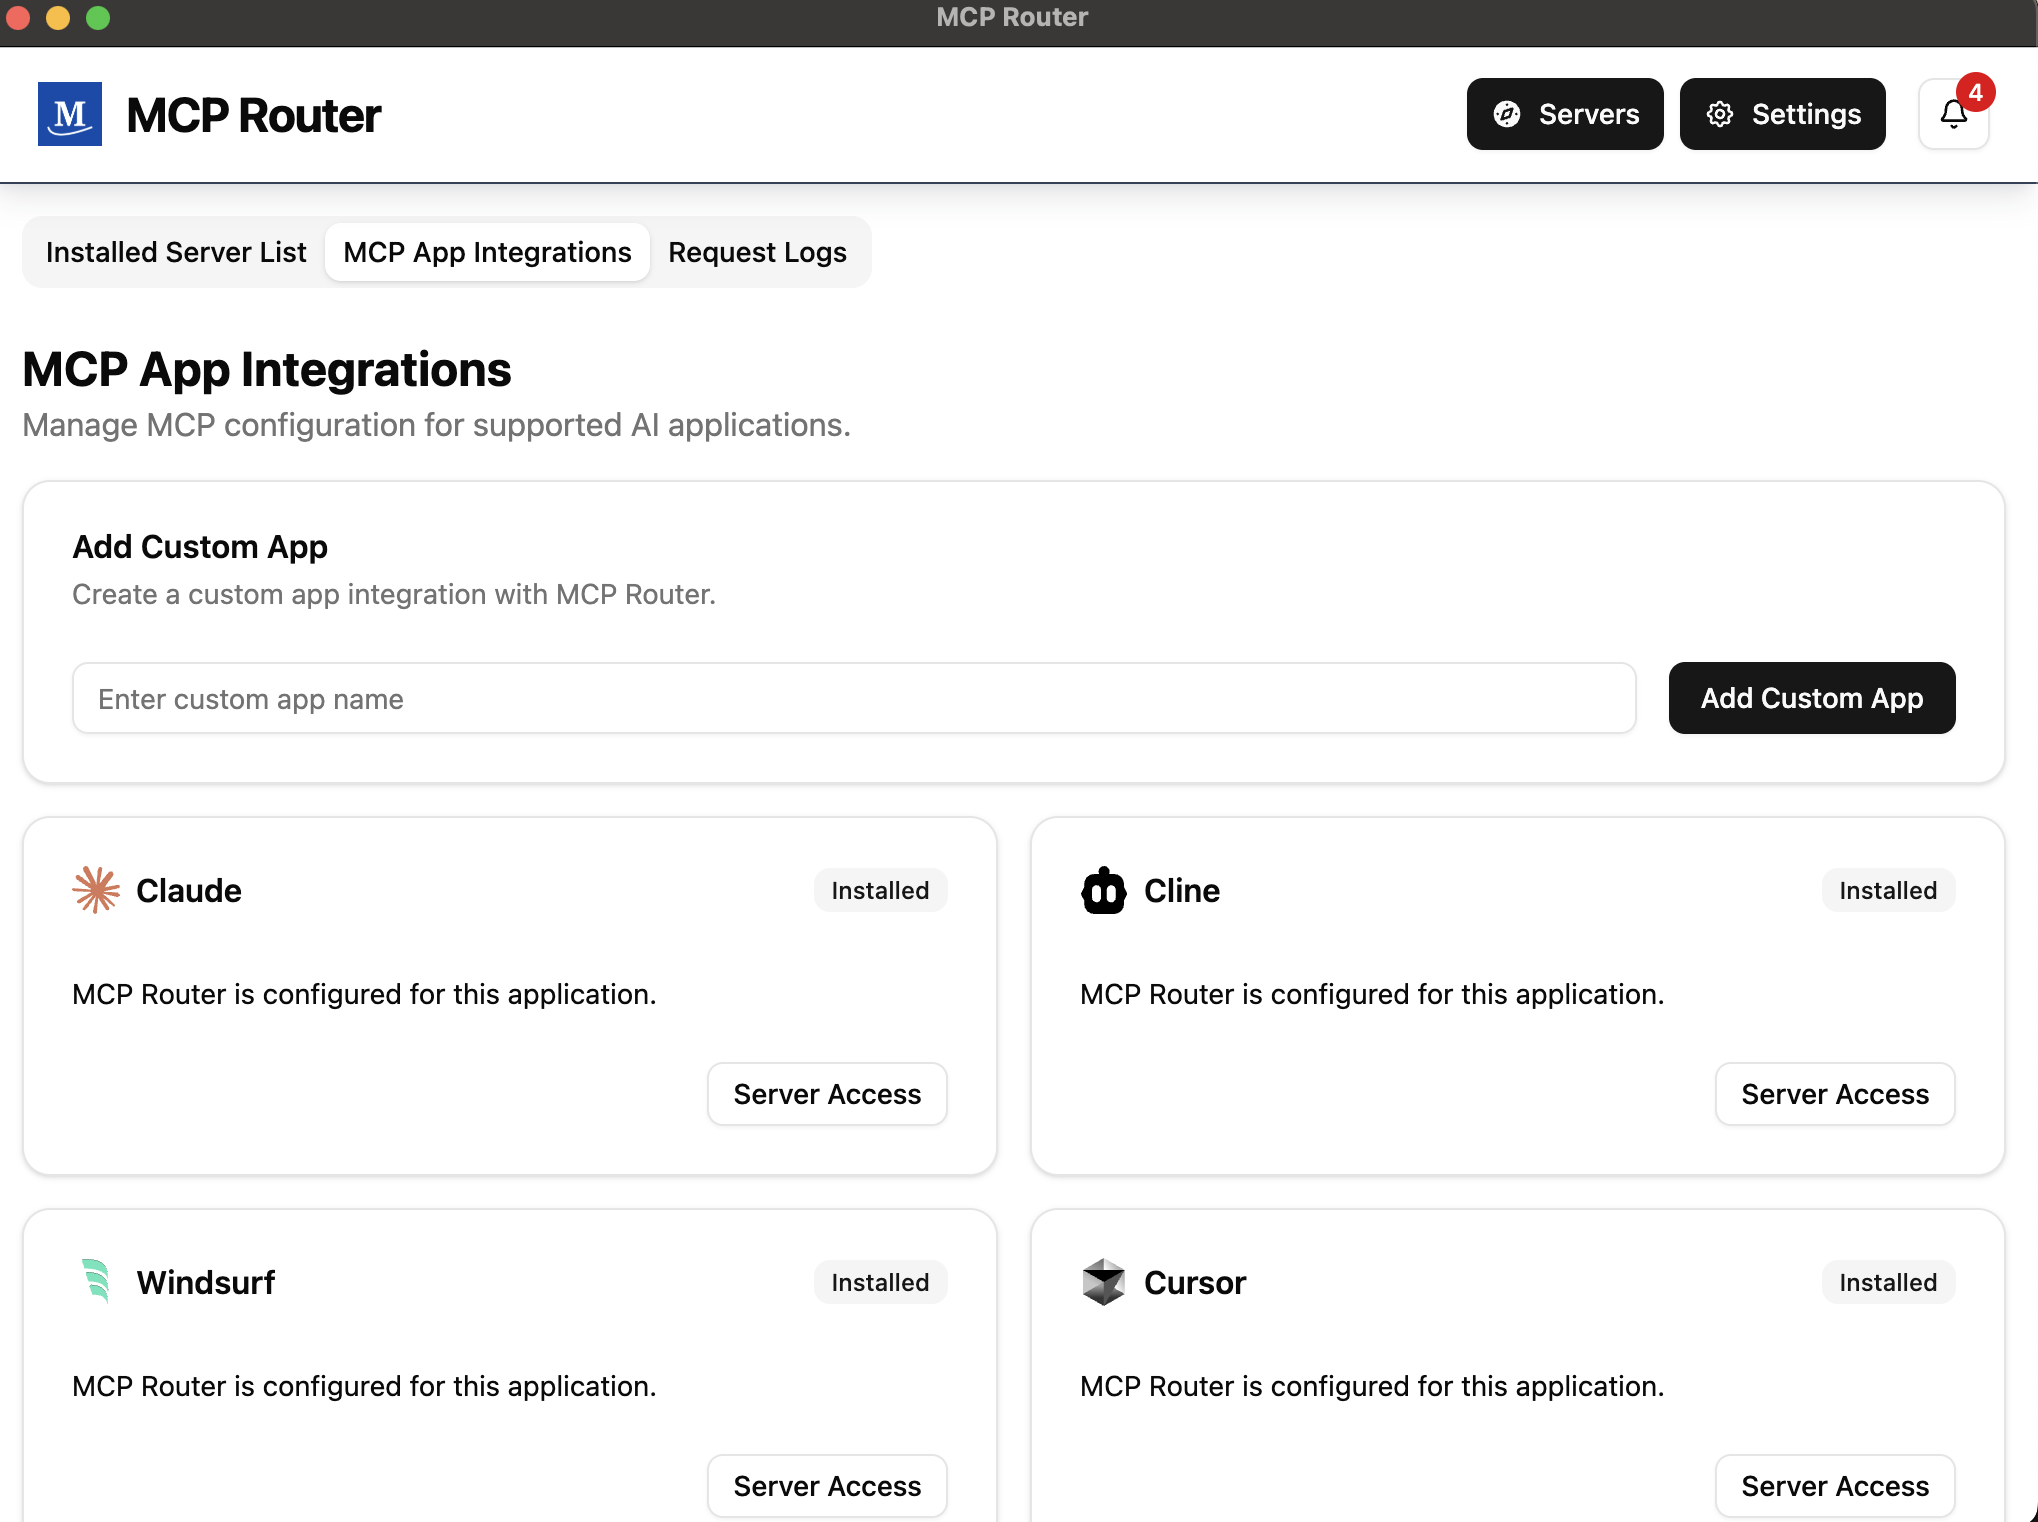 MCP Router
M
MCP Router
Servers
Settings
4
Installed Server List
MCP App Integrations
Request Logs
MCP App Integrations
Manage MCP configuration for supported AI applications.
Add Custom App
Create a custom app integration with MCP Router.
Enter custom app name
Add Custom App
Claude
Installed
MCP Router is configured for this application.
Server Access
Cline
Installed
MCP Router is configured for this application.
Server Access
Windsurf
Installed
MCP Router is configured for this application.
Server Access
Cursor
Installed
MCP Router is configured for this application.
Server Access